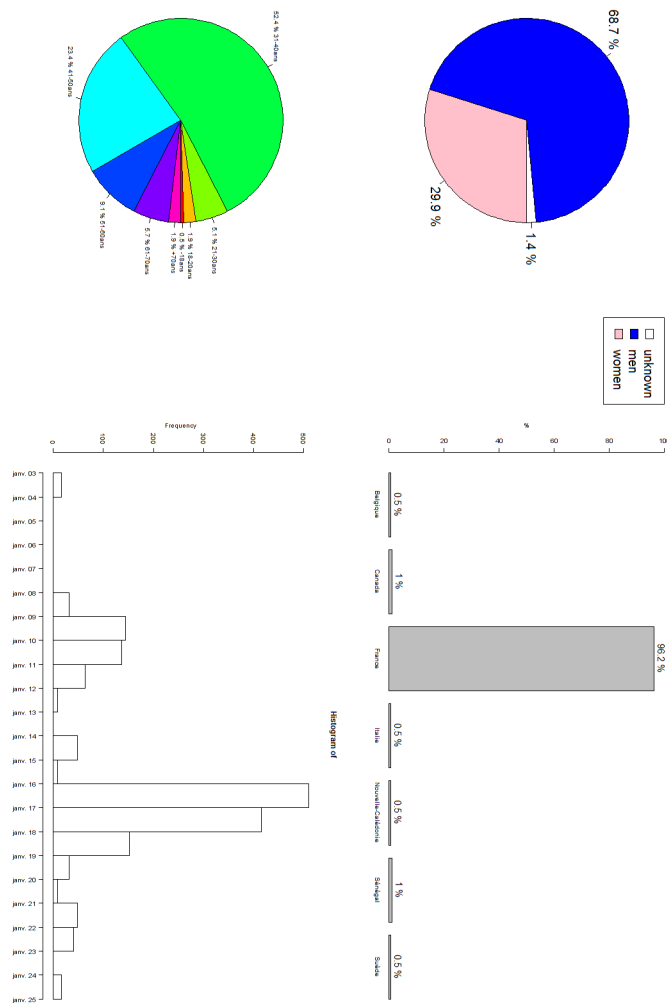 68.7 %
29.9 %
1.4 %
unknown
men
women
%
0
20
40
60
80
100
0.5 %
1 %
96.2 %
0.5 %
0.5 %
1 %
0.5 %
Belgique
Canada
France
Italie
Nouvelle-Calédonie
Sénégal
Suède
52.4 % 31-40ans
23.4 % 41-50ans
9.1 % 51-60ans
5.7 % 61-70ans
1.9 % +70ans
0.5 % -18ans
1.9 % 18-20ans
5.1 % 21-30ans
Histogram of
Frequency
0
100
200
300
400
500
janv. 03
janv. 04
janv. 05
janv. 06
janv. 07
janv. 08
janv. 09
janv. 10
janv. 11
janv. 12
janv. 13
janv. 14
janv. 15
janv. 16
janv. 17
janv. 18
janv. 19
janv. 20
janv. 21
janv. 22
janv. 23
janv. 24
janv. 25